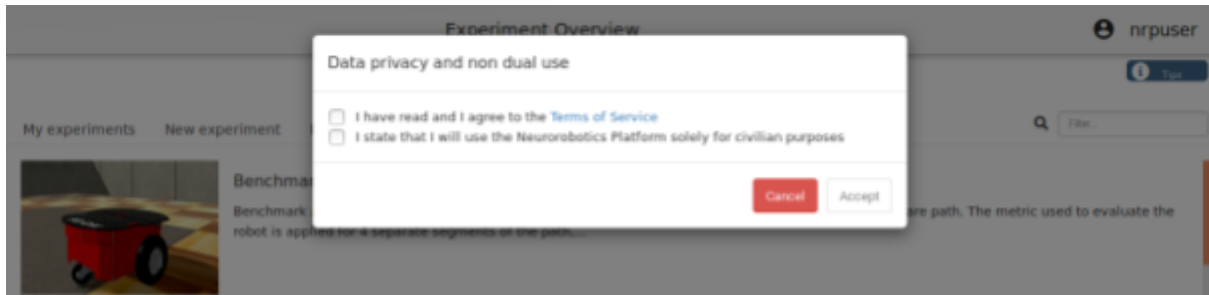 Experiment Overview
nrpuser
Data privacy and non dual use
Tips
I have read and I agree to the Terms of Service
I state that I will use the Neurorobotics Platform solely for civilian purposes
My experiments New experiment
Filter...
Cancel Accept
Benchmark
are path. The metric used to evaluate the
robot is applied for 4 separate segments of the path...